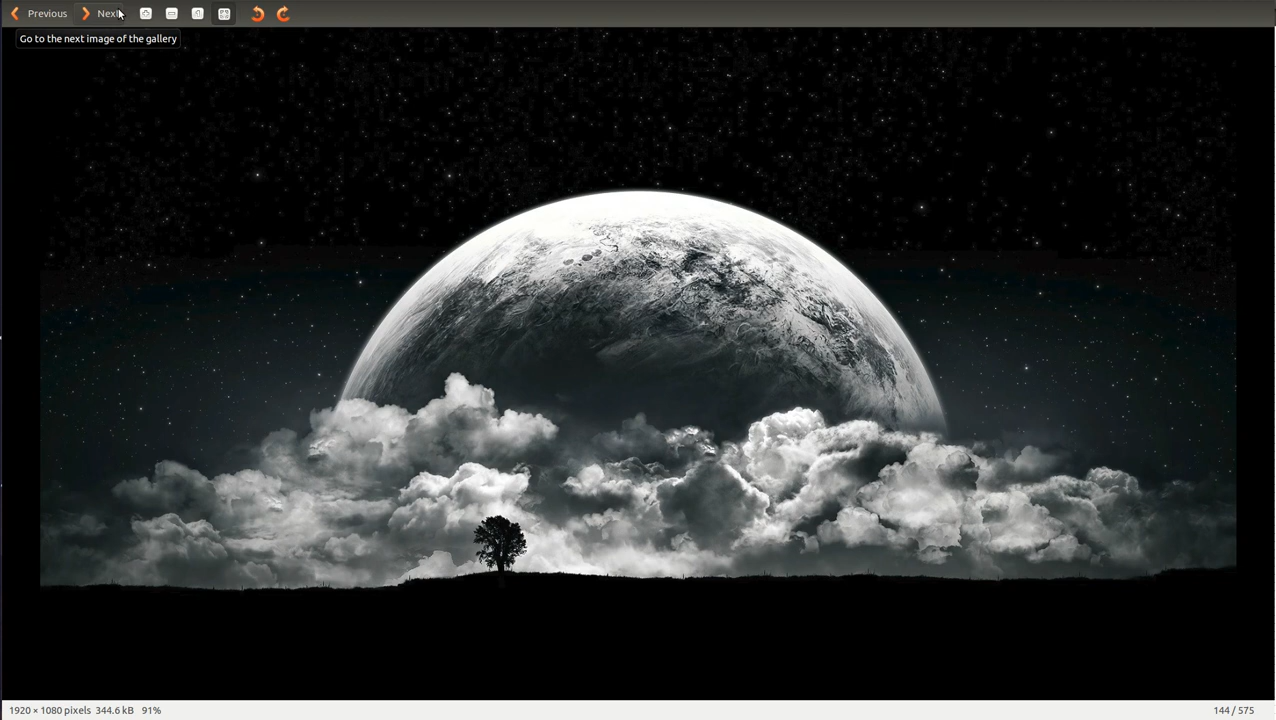 Previous
Next
Go to the next image of the gallery
1920 × 1080 pixels 344.6 kB 91%
144 / 575